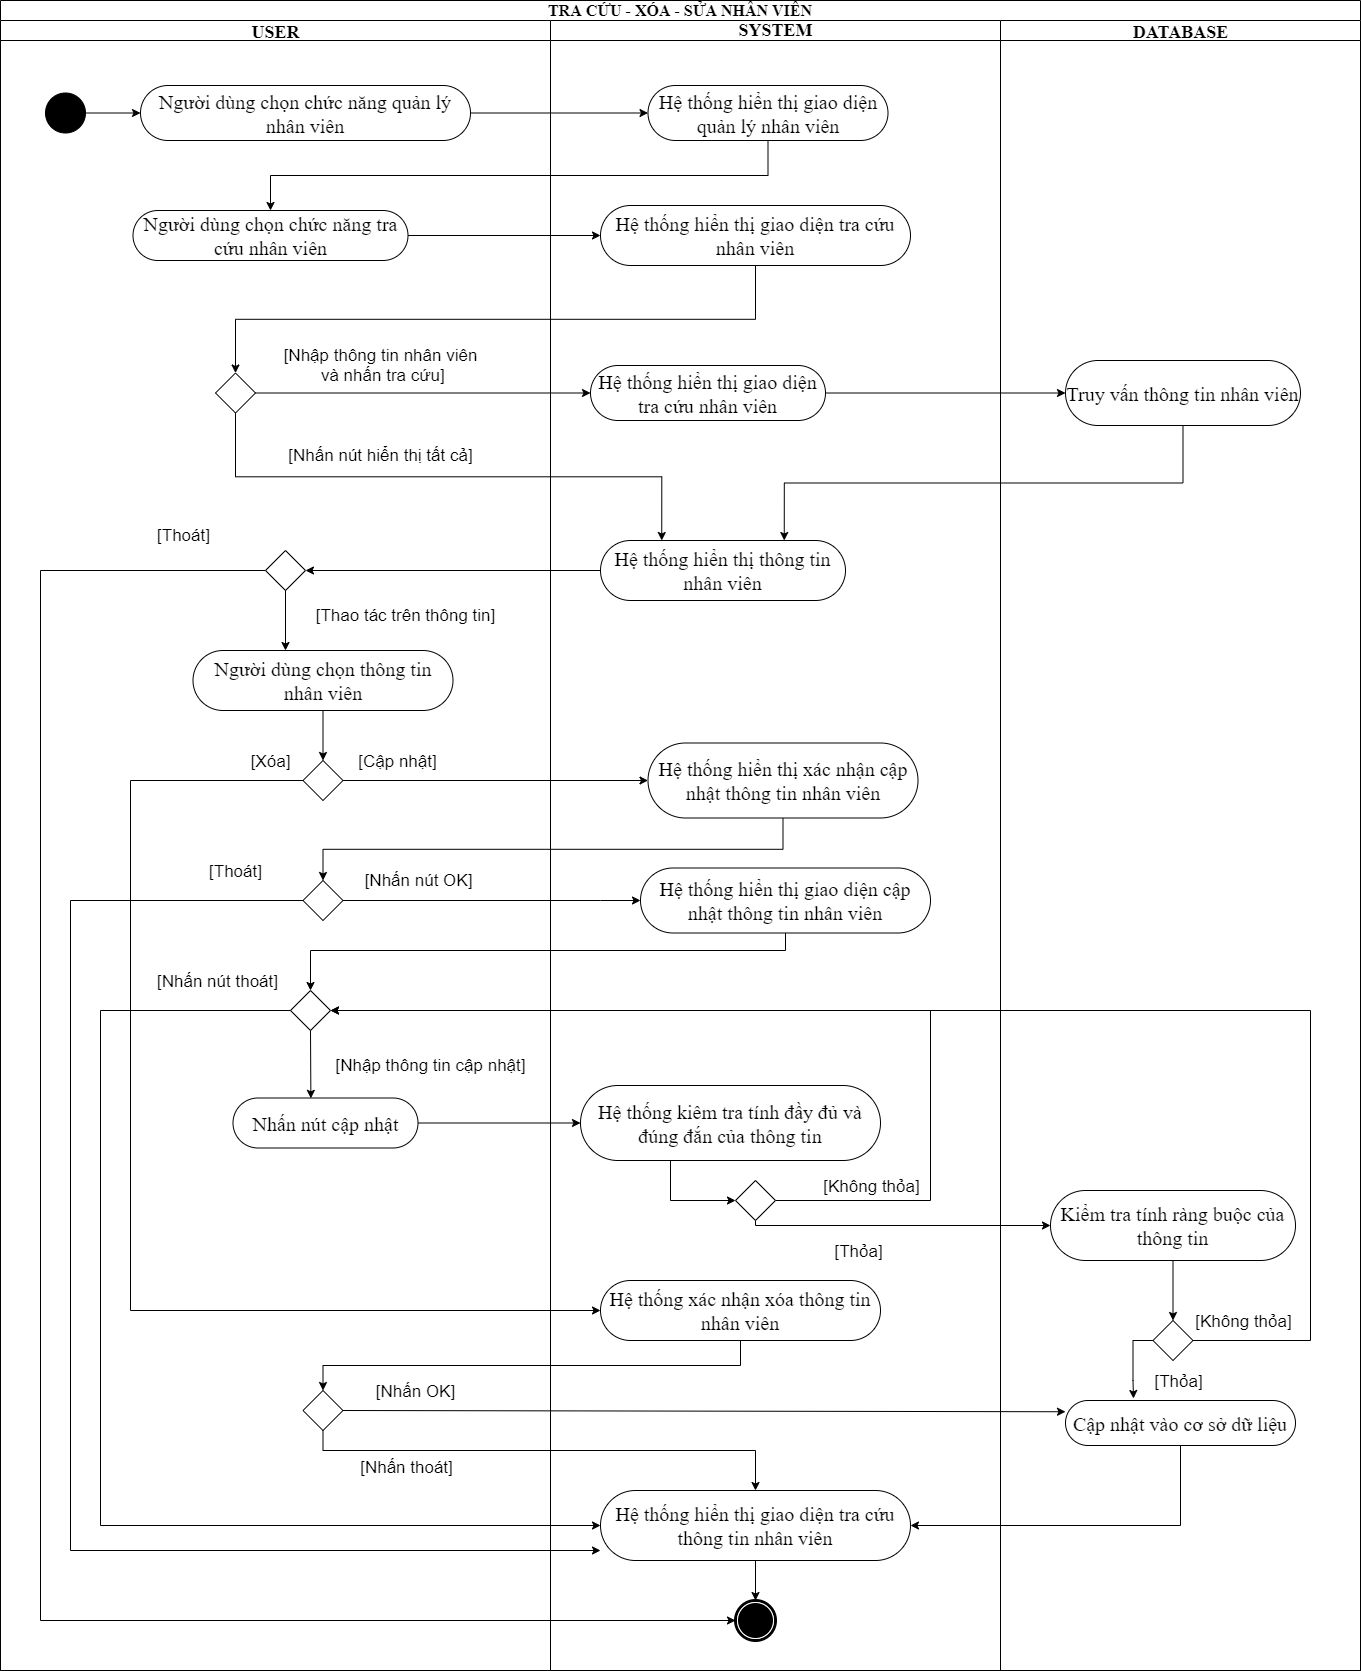 TRA CỨU - XÓA - SỬA NHÂN VIÊN
USER
SYSTEM
DATABASE
Người dùng chọn chức năng quản lý
nhân viên
Hệ thống hiển thị giao diện
quản lý nhân viên
Người dùng chọn chức năng tra
cứu nhân viên
Hệ thống hiển thị giao diện tra cứu
nhân viên
[Nhập thông tin nhân viên
và nhấn tra cứu]
Hệ thống hiển thị giao diện
tra cứu nhân viên
Truy vấn thông tin nhân viên
[Nhấn nút hiển thị tất cả]
[Thoát]
Hệ thống hiển thị thông tin
nhân viên
[Thao tác trên thông tin]
Người dùng chọn thông tin
nhân viên
[Xóa]
[Cập nhật]
Hệ thống hiển thị xác nhận cập
nhật thông tin nhân viên
[Thoát]
[Nhấn nút OK]
Hệ thống hiển thị giao diện cập
nhật thông tin nhân viên
[Nhấn nút thoát]
[Nhập thông tin cập nhật]
Nhấn nút cập nhật
Hệ thống kiêm tra tính đầy đủ và
đúng đắn của thông tin
[Không thỏa]
[Thỏa]
Kiểm tra tính ràng buộc của
thông tin
Hệ thống xác nhận xóa thông tin
nhân viên
[Không thỏa]
[Thỏa]
[Nhấn OK]
Cập nhật vào cơ sở dữ liệu
[Nhấn thoát]
Hệ thống hiển thị giao diện tra cứu
thông tin nhân viên